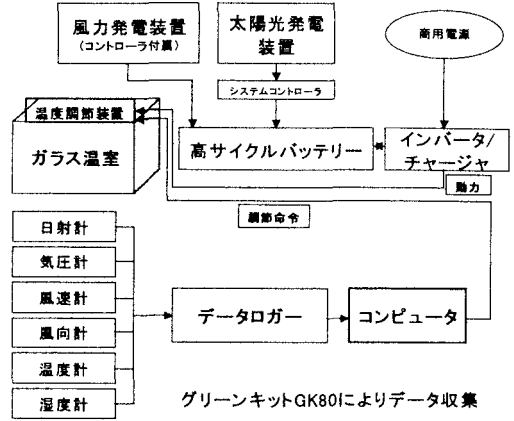 風力発電装置
(コントローラ付属)
太陽光発電
装置
商用電源
システムコントローラ
温度調節装置
ガラス温室
高サイクルバッテリー
インバータ/
チャージャ
動力
調節命令
日射計
気圧計
風速計
風向計
温度計
湿度計
データロガー
コンピュータ
グリーンキットGK80によりデータ収集